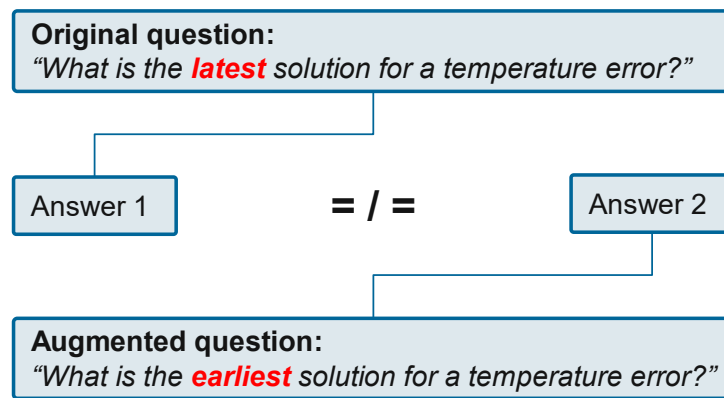 Original question:
“What is the latest solution for a temperature error?”
Answer 1
= / =
Answer 2
Augmented question:
“What is the earliest solution for a temperature error?”